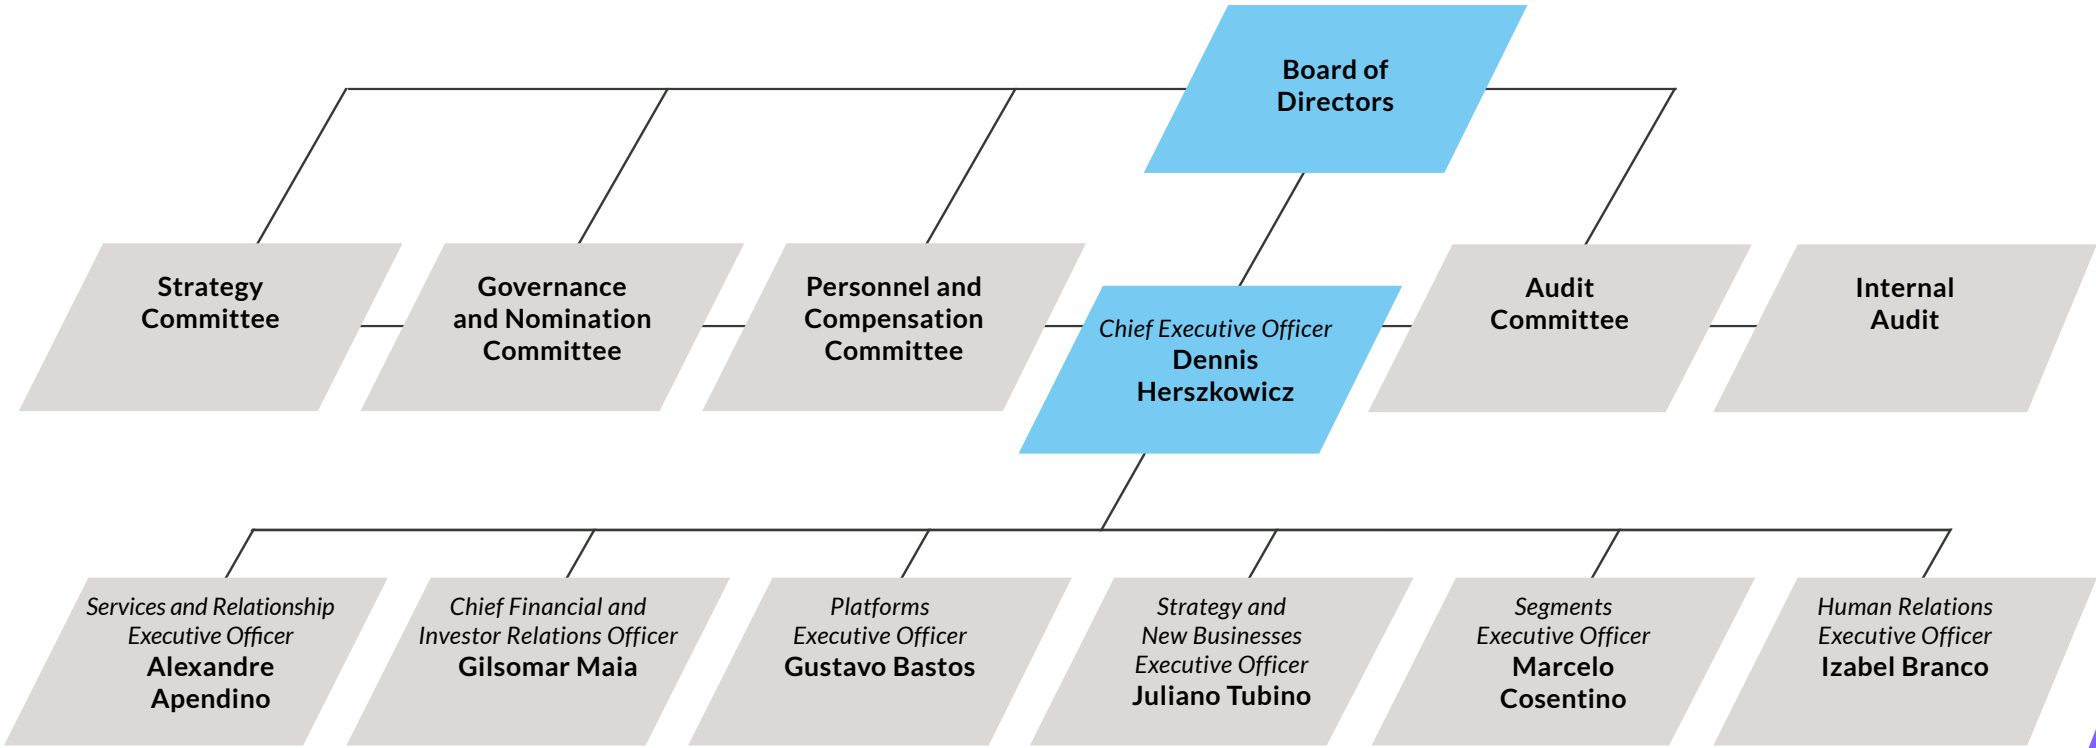 Board of
Directors
Strategy
Committee
Governance
and Nomination
Committee
Personnel and
Compensation
Committee
Chief Executive Officer
Dennis
Herszkowicz
Audit
Committee
Internal
Audit
Services and Relationship
Executive Officer
Alexandre
Apendino
Chief Financial and
Investor Relations Officer
Gilsomar Maia
Platforms
Executive Officer
Gustavo Bastos
Strategy and
New Businesses
Executive Officer
Juliano Tubino
Segments
Executive Officer
Marcelo
Cosentino
Human Relations
Executive Officer
Izabel Branco